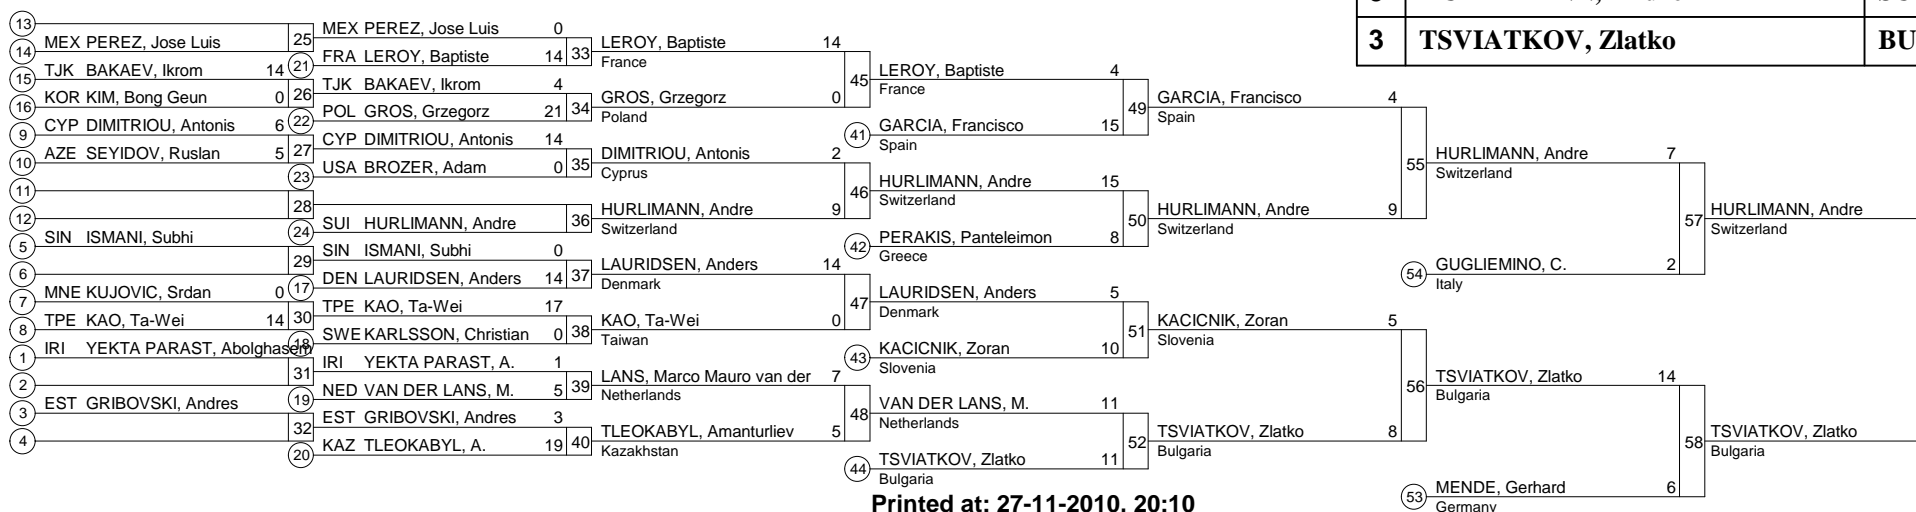 3 TSVIATKOV, Zlatko BU
13
MEX PEREZ, Jose Luis
14
TJK BAKAEV, Ikrom 14
15
KOR KIM, Bong Geun 0
16
CYP DIMITRIOU, Antonis 6
9
AZE SEYIDOV, Ruslan 5
10
11
12
SIN ISMANI, Subhi
5
6
MNE KUJOVIC, Srdan 0
7
TPE KAO, Ta-Wei 14
8
IRI YEKTA PARAST, Abolghasem
1
2
EST GRIBOVSKI, Andres
3
4
MEX PEREZ, Jose Luis 0
25
FRA LEROY, Baptiste 14
21
TJK BAKAEV, Ikrom 4
26
POL GROS, Grzegorz 21
22
CYP DIMITRIOU, Antonis 14
27
USA BROZER, Adam 0
23
28
SUI HURLIMANN, Andre
24
SIN ISMANI, Subhi 0
29
DEN LAURIDSEN, Anders 14
17
TPE KAO, Ta-Wei 17
30
SWE KARLSSON, Christian 0
18
IRI YEKTA PARAST, A. 1
31
NED VAN DER LANS, M. 5
19
EST GRIBOVSKI, Andres 3
32
KAZ TLEOKABYL, A. 19
20
33
LEROY, Baptiste 14
France
34
GROS, Grzegorz 0
Poland
35
DIMITRIOU, Antonis 2
Cyprus
36
HURLIMANN, Andre 9
Switzerland
37
LAURIDSEN, Anders 14
Denmark
38
KAO, Ta-Wei 0
Taiwan
39
LANS, Marco Mauro van der 7
Netherlands
40
TLEOKABYL, Amanturliev 5
Kazakhstan
45
LEROY, Baptiste 4
France
41
GARCIA, Francisco 15
Spain
46
HURLIMANN, Andre 15
Switzerland
42
PERAKIS, Panteleimon 8
Greece
47
LAURIDSEN, Anders 5
Denmark
43
KACICNIK, Zoran 10
Slovenia
48
VAN DER LANS, M. 11
Netherlands
44
TSVIATKOV, Zlatko 11
Bulgaria
49
GARCIA, Francisco 4
Spain
50
HURLIMANN, Andre 9
Switzerland
51
KACICNIK, Zoran 5
Slovenia
52
TSVIATKOV, Zlatko 8
Bulgaria
55
HURLIMANN, Andre 7
Switzerland
54
GUGLIEMINO, C. 2
Italy
56
TSVIATKOV, Zlatko 14
Bulgaria
53
MENDE, Gerhard 6
Germany
57
HURLIMANN, Andre
Switzerland
58
TSVIATKOV, Zlatko
Bulgaria
Printed at: 27-11-2010, 20:10